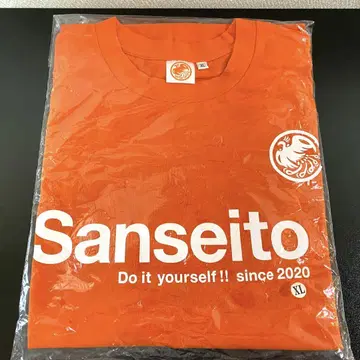 Sanseito
Do it yourself!! since 2020
XL